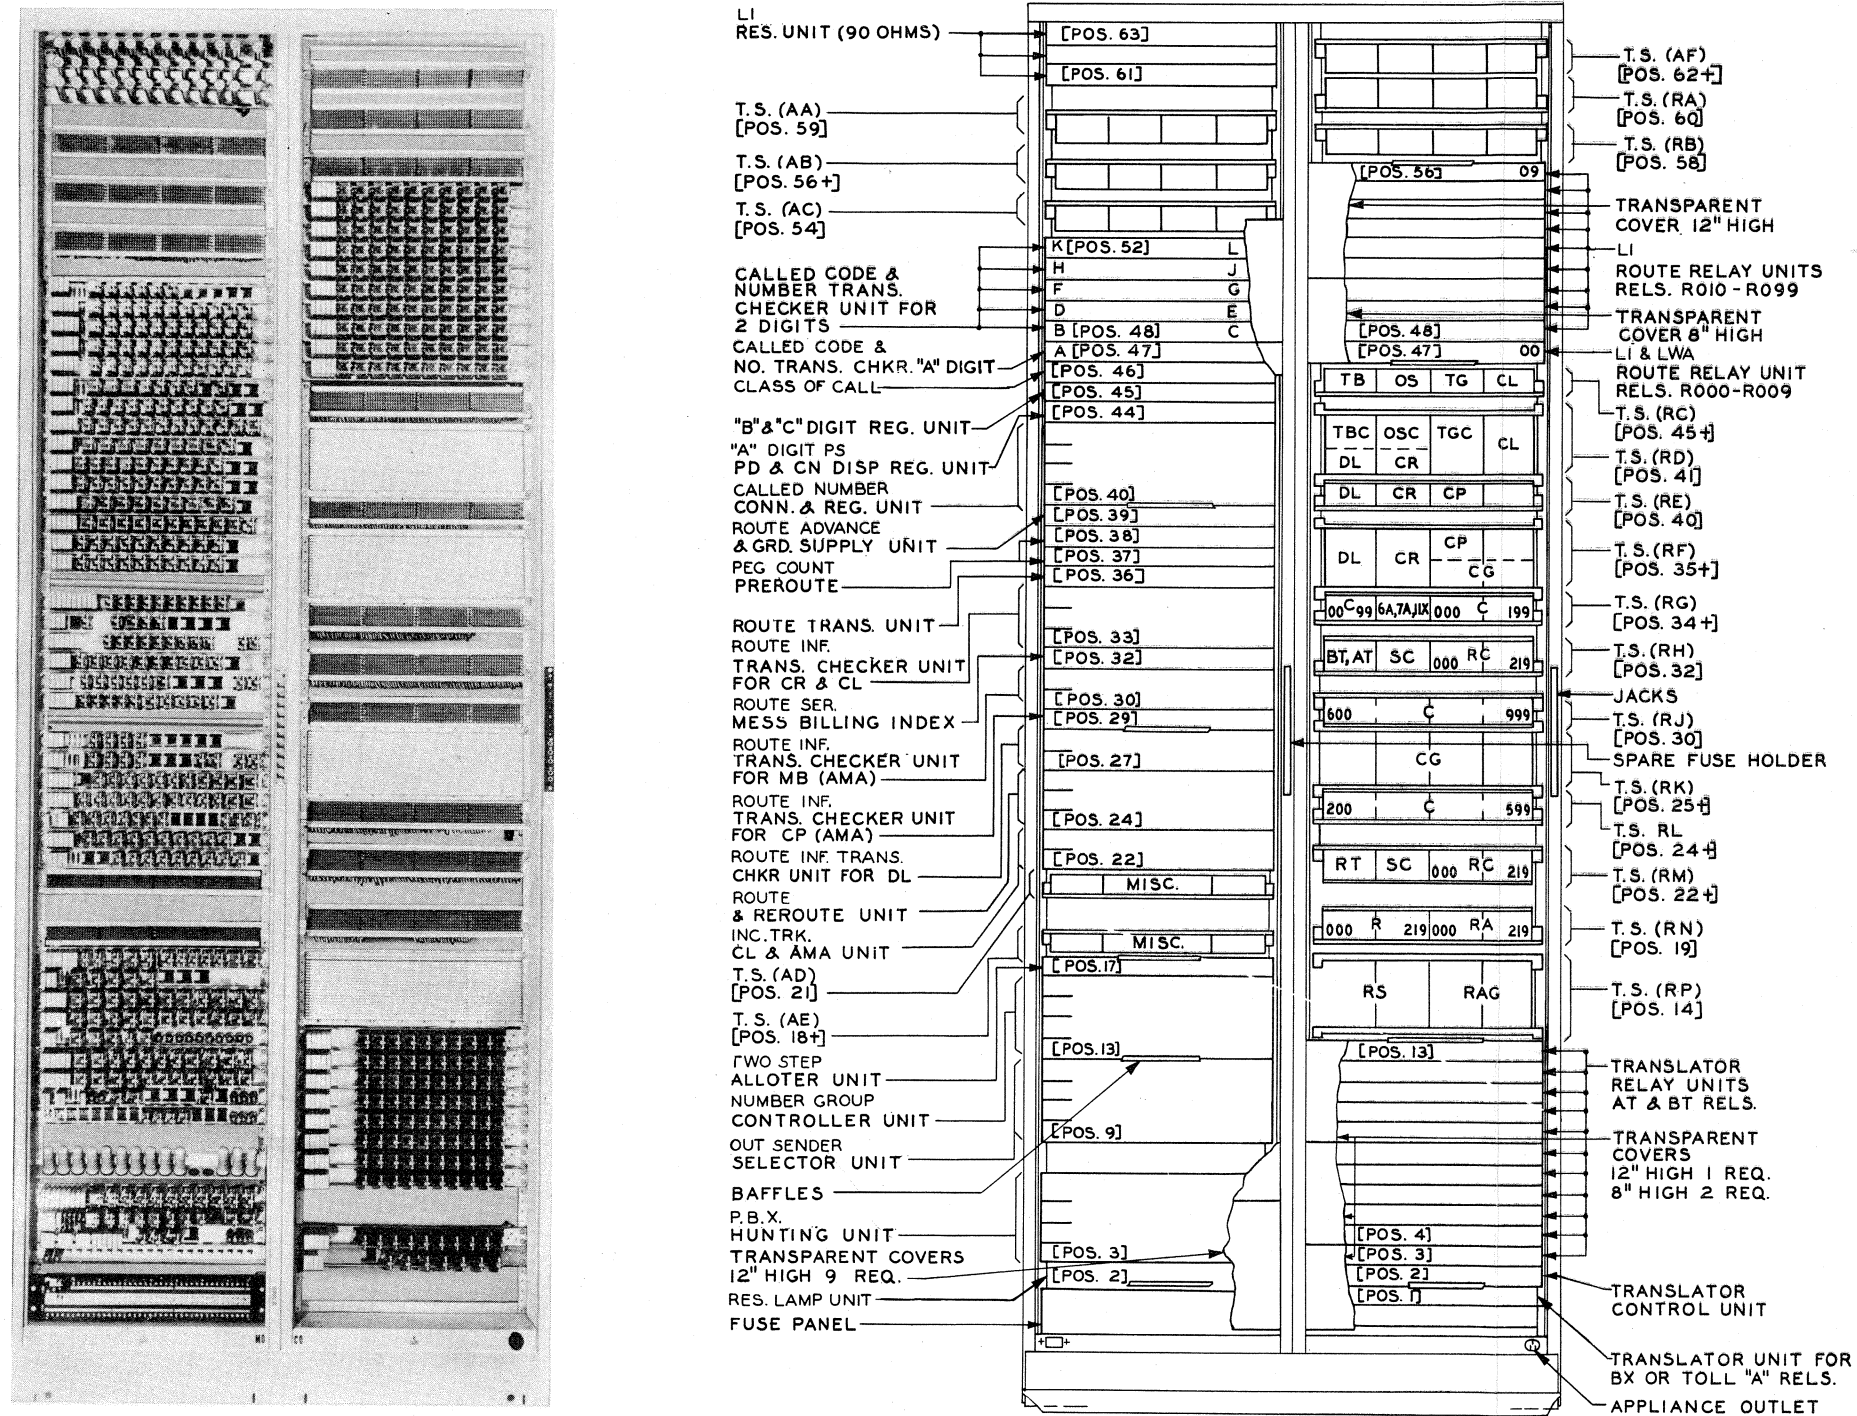 LI
RES. UNIT (90 OHMS)
T.S. (AA)
[POS. 59]
T.S. (AB)
[POS. 56+]
T.S. (AC)
[POS. 54]
CALLED CODE &
NUMBER TRANS.
CHECKER UNIT FOR
2 DIGITS
CALLED CODE &
NO. TRANS. CHKR. "A" DIGIT
CLASS OF CALL
"B" & "C" DIGIT REG. UNIT
"A" DIGIT PS
PD & CN DISP REG. UNIT
CALLED NUMBER
CONN. & REG. UNIT
ROUTE ADVANCE
& GRD. SUPPLY UNIT
PEG COUNT
PREROUTE
ROUTE TRANS. UNIT
ROUTE INF.
TRANS. CHECKER UNIT
FOR CR & CL
ROUTE SER.
MESS BILLING INDEX
ROUTE INF.
TRANS. CHECKER UNIT
FOR MB (AMA)
ROUTE INF.
TRANS. CHECKER UNIT
FOR CP (AMA)
ROUTE INF. TRANS.
CHKR UNIT FOR DL
ROUTE
& REROUTE UNIT
INC. TRK.
CL & AMA UNIT
T.S. (AD)
[POS. 21]
T.S. (AE)
[POS. 18+]
TWO STEP
ALLOTER UNIT
NUMBER GROUP
CONTROLLER UNIT
OUT SENDER
SELECTOR UNIT
BAFFLES
P.B.X.
HUNTING UNIT
TRANSPARENT COVERS
12" HIGH 9 REQ.
RES. LAMP UNIT
FUSE PANEL
[POS. 63]
[POS. 61]
K [POS. 52] L
H J
F G
D E
B [POS. 48] C
A [POS. 47]
[POS. 46]
[POS. 45]
[POS. 44]
[POS. 40]
[POS. 39]
[POS. 38]
[POS. 37]
[POS. 36]
[POS. 33]
[POS. 32]
[POS. 30]
[POS. 29]
[POS. 27]
[POS. 24]
[POS. 22]
MISC.
MISC.
[POS. 17]
[POS. 13]
[POS. 9]
[POS. 3]
[POS. 2]
[POS. 56] 09
[POS. 48]
[POS. 47] 00
TB OS TG CL
TBC OSC TGC CL
DL CR
DL CR CP
CP
DL CR
CG
00 C 99 6A,7A,11X 000 C 199
BT, AT SC 000 RC 219
600 C 999
CG
200 C 599
RT SC 000 RC 219
000 R 219 000 RA 219
RS RAG
[POS. 13]
[POS. 4]
[POS. 3]
[POS. 2]
[POS. 1]
T.S. (AF)
[POS. 62+]
T.S. (RA)
[POS. 60]
T.S. (RB)
[POS. 58]
TRANSPARENT
COVER 12" HIGH
LI
ROUTE RELAY UNITS
RELS. R010 - R099
TRANSPARENT
COVER 8" HIGH
LI & LWA
ROUTE RELAY UNIT
RELS. R000-R009
T.S. (RC)
[POS. 45+]
T.S. (RD)
[POS. 41]
T.S. (RE)
[POS. 40]
T.S. (RF)
[POS. 35+]
T.S. (RG)
[POS. 34+]
T.S. (RH)
[POS. 32]
JACKS
T.S. (RJ)
[POS. 30]
SPARE FUSE HOLDER
T.S. (RK)
[POS. 25+]
T.S. RL
[POS. 24+]
T.S. (RM)
[POS. 22+]
T.S. (RN)
[POS. 19]
T.S. (RP)
[POS. 14]
TRANSLATOR
RELAY UNITS
AT & BT RELS.
TRANSPARENT
COVERS
12" HIGH 1 REQ.
8" HIGH 2 REQ.
TRANSLATOR
CONTROL UNIT
TRANSLATOR UNIT FOR
BX OR TOLL "A" RELS.
APPLIANCE OUTLET